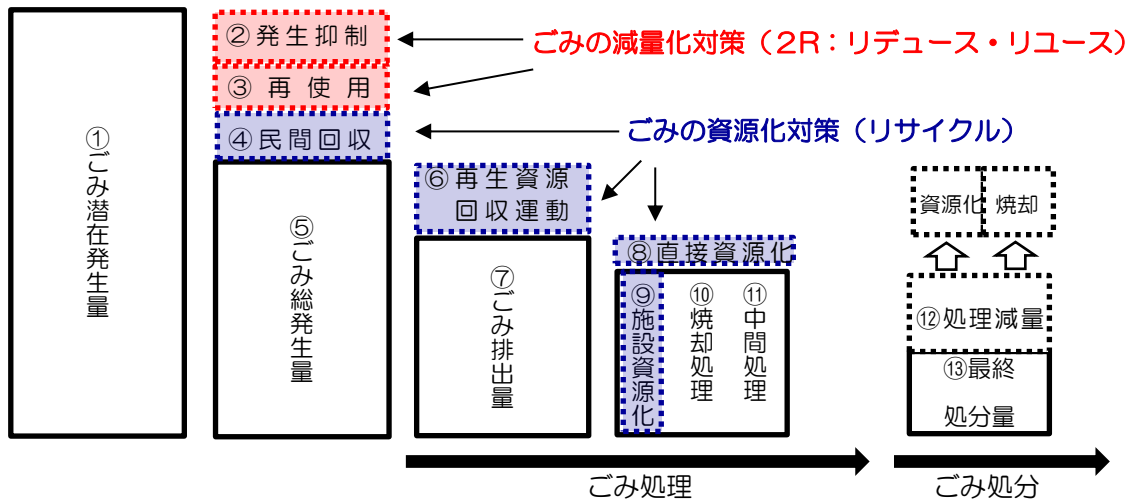 ①ごみ潜在発生量
②発生抑制
③再使用
④民間回収
⑤ごみ総発生量
ごみの減量化対策（２R：リデュース・リユース）
ごみの資源化対策（リサイクル）
⑥再生資源
回収運動
⑦ごみ排出量
⑧直接資源化
⑨施設資源化
⑩焼却処理
⑪中間処理
資源化
焼却
⑫処理減量
⑬最終
処分量
ごみ処理
ごみ処分